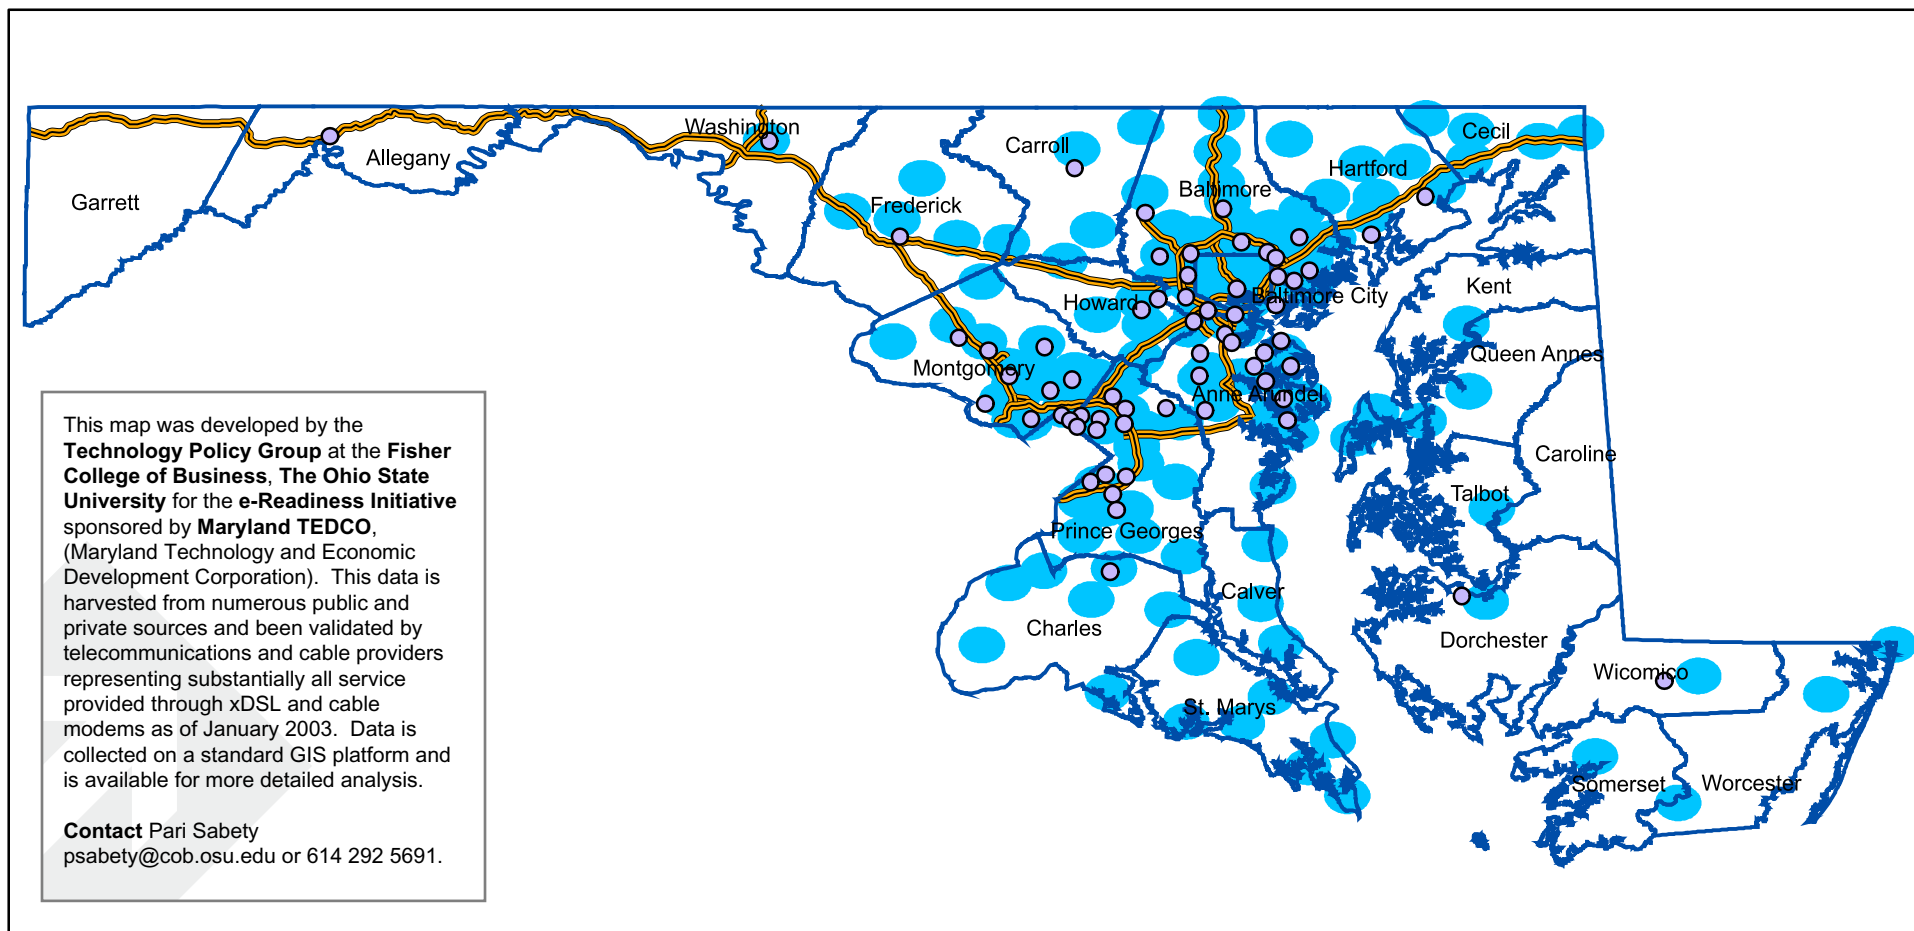 Washington
Allegany
Garrett
Carroll
Frederick
Baltimore
Hartford
Cecil
Howard
Baltimore City
Kent
Queen Annes
Montgomery
Anne Arundel
Caroline
Talbot
Prince Georges
Calver
Charles
Dorchester
Wicomico
St. Marys
Somerset
Worcester
This map was developed by the
Technology Policy Group at the Fisher
College of Business, The Ohio State
University for the e-Readiness Initiative
sponsored by Maryland TEDCO,
(Maryland Technology and Economic
Development Corporation).  This data is
harvested from numerous public and
private sources and been validated by
telecommunications and cable providers
representing substantially all service
provided through xDSL and cable
modems as of January 2003.  Data is
collected on a standard GIS platform and
is available for more detailed analysis.
Contact Pari Sabety
psabety@cob.osu.edu or 614 292 5691.